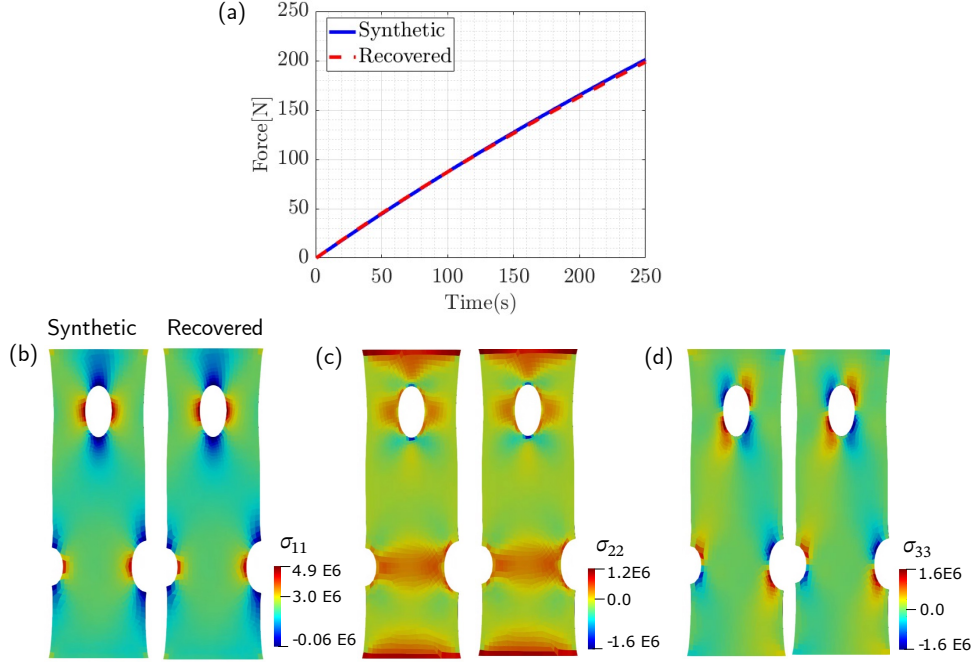 (a)
250
200
150
100
50
0
Force[N]
Synthetic
Recovered
0 50 100 150 200 250
Time(s)
Synthetic Recovered
(b)
σ11
4.9 E6
3.0 E6
-0.06 E6
(c)
σ22
1.2E6
0.0
-1.6 E6
(d)
σ33
1.6E6
0.0
-1.6 E6